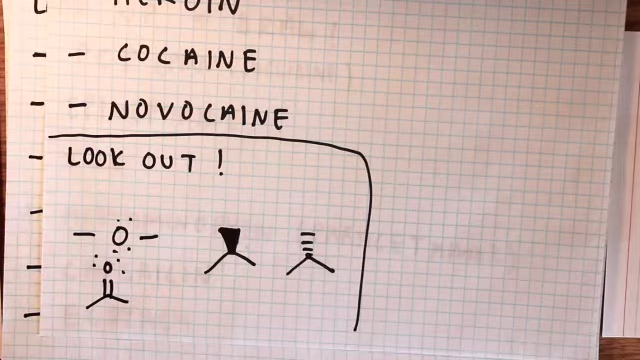 - - COCAINE
- - NOVOCAINE
LOOK OUT !
O
O